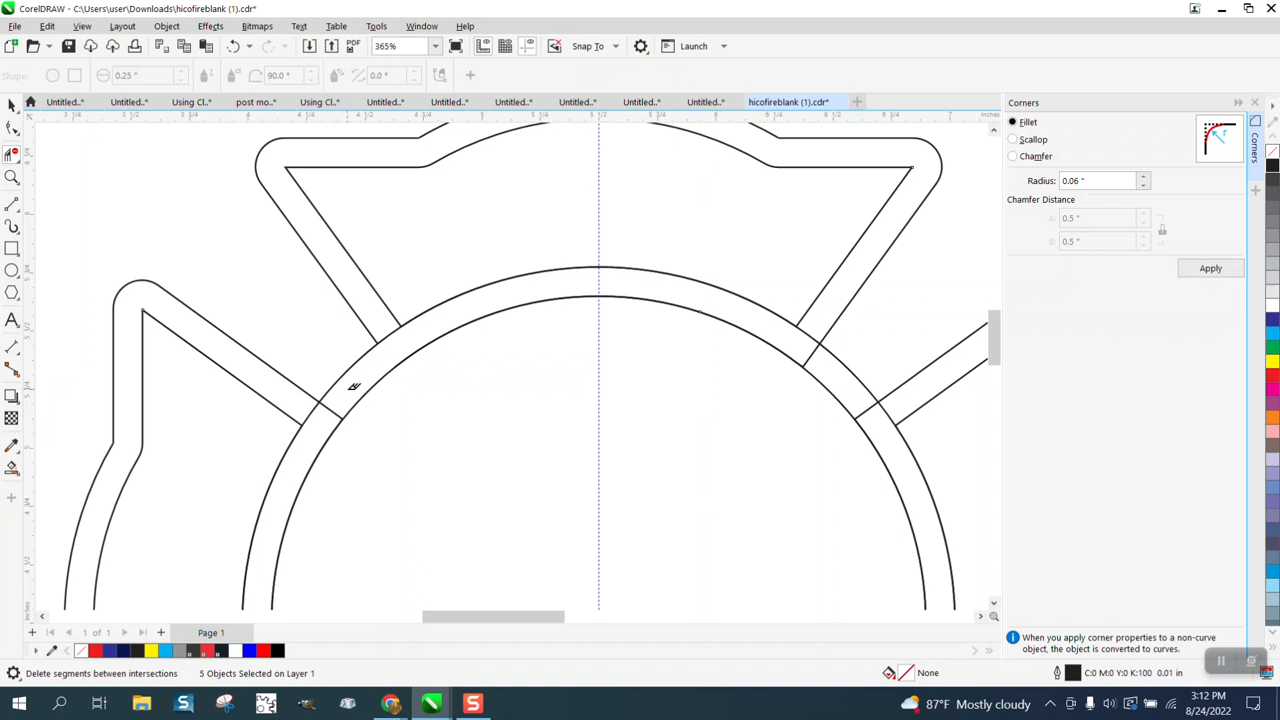 CorelDRAW - C:\Users\user\Downloads\hicofireblank (1).cdr*
File Edit View Layout Object Effects Bitmaps Text Table Tools Window Help
PDF 365% Snap To Launch
Shape: 0.25 " 90.0 ° 0.0 °
Untitled..* Untitled..* Using Cl..* post mo..* Using Cl..* Untitled..* Untitled..* Untitled..* Untitled..* Untitled..* Untitled..* hicofireblank (1).cdr*
inches
Corners
Fillet
Scallop
Chamfer
Radius: 0.06 "
Chamfer Distance
A: 0.5 "
B: 0.5 "
Apply
Corners
inches
1 of 1 Page 1
When you apply corner properties to a non-curve object, the object is converted to curves.
Delete segments between intersections 5 Objects Selected on Layer 1 None C:0 M:0 Y:0 K:100 0.01 in
87°F Mostly cloudy 3:12 PM
8/24/2022